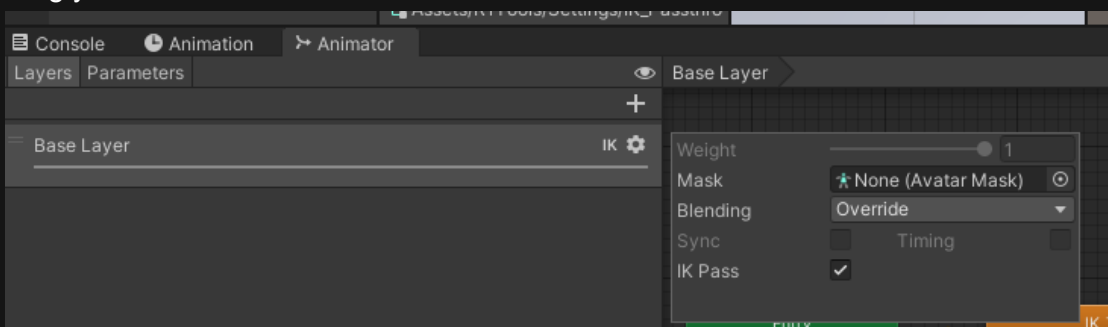 Console Animation Animator
Layers Parameters
Base Layer
Base Layer IK
Weight 1
Mask None (Avatar Mask)
Blending Override
Sync Timing
IK Pass
IK